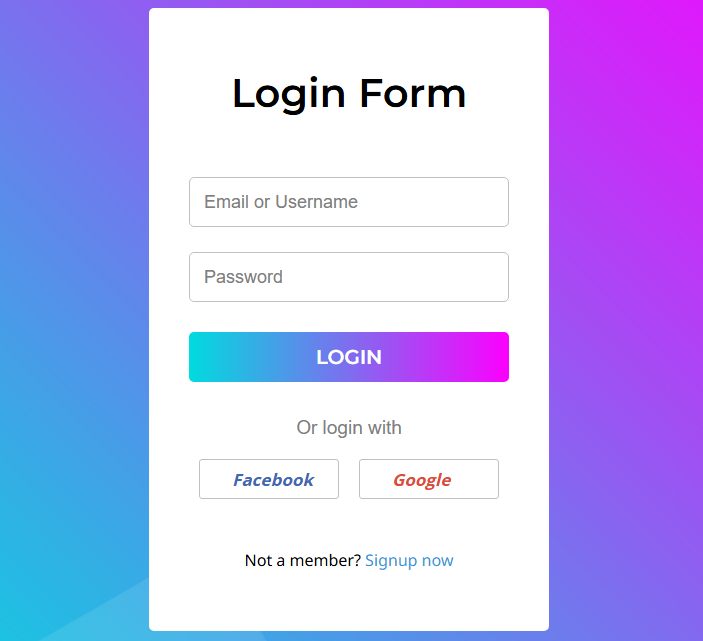 Login Form
Email or Username
Password
LOGIN
Or login with
Facebook Google
Not a member? Signup now